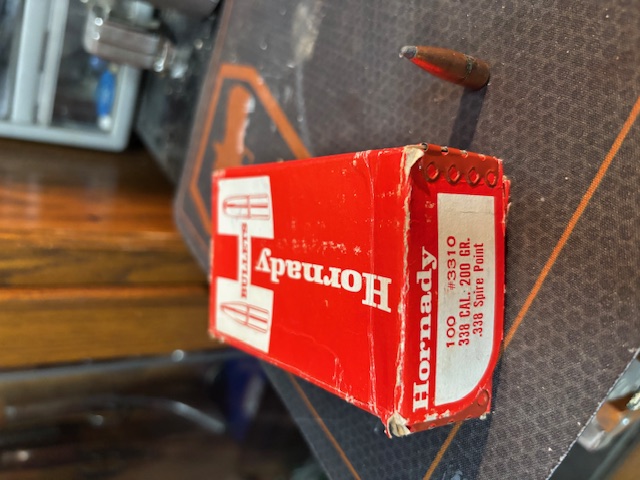 Hornady
BULLETS
Hornady
100 #3310
338 CAL. 200 GR.
.338 Spire Point